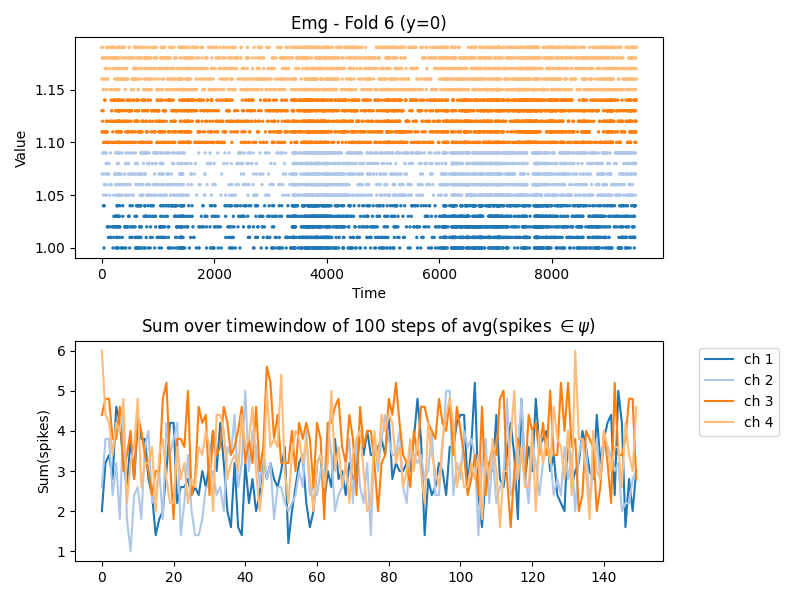 Emg - Fold 6 (y=0)
Value
1.15
1.10
1.05
1.00
0 2000 4000 6000 8000
Time
Sum over timewindow of 100 steps of avg(spikes ∈ ψ)
Sum(spikes)
6
5
4
3
2
1
0 20 40 60 80 100 120 140
ch 1
ch 2
ch 3
ch 4